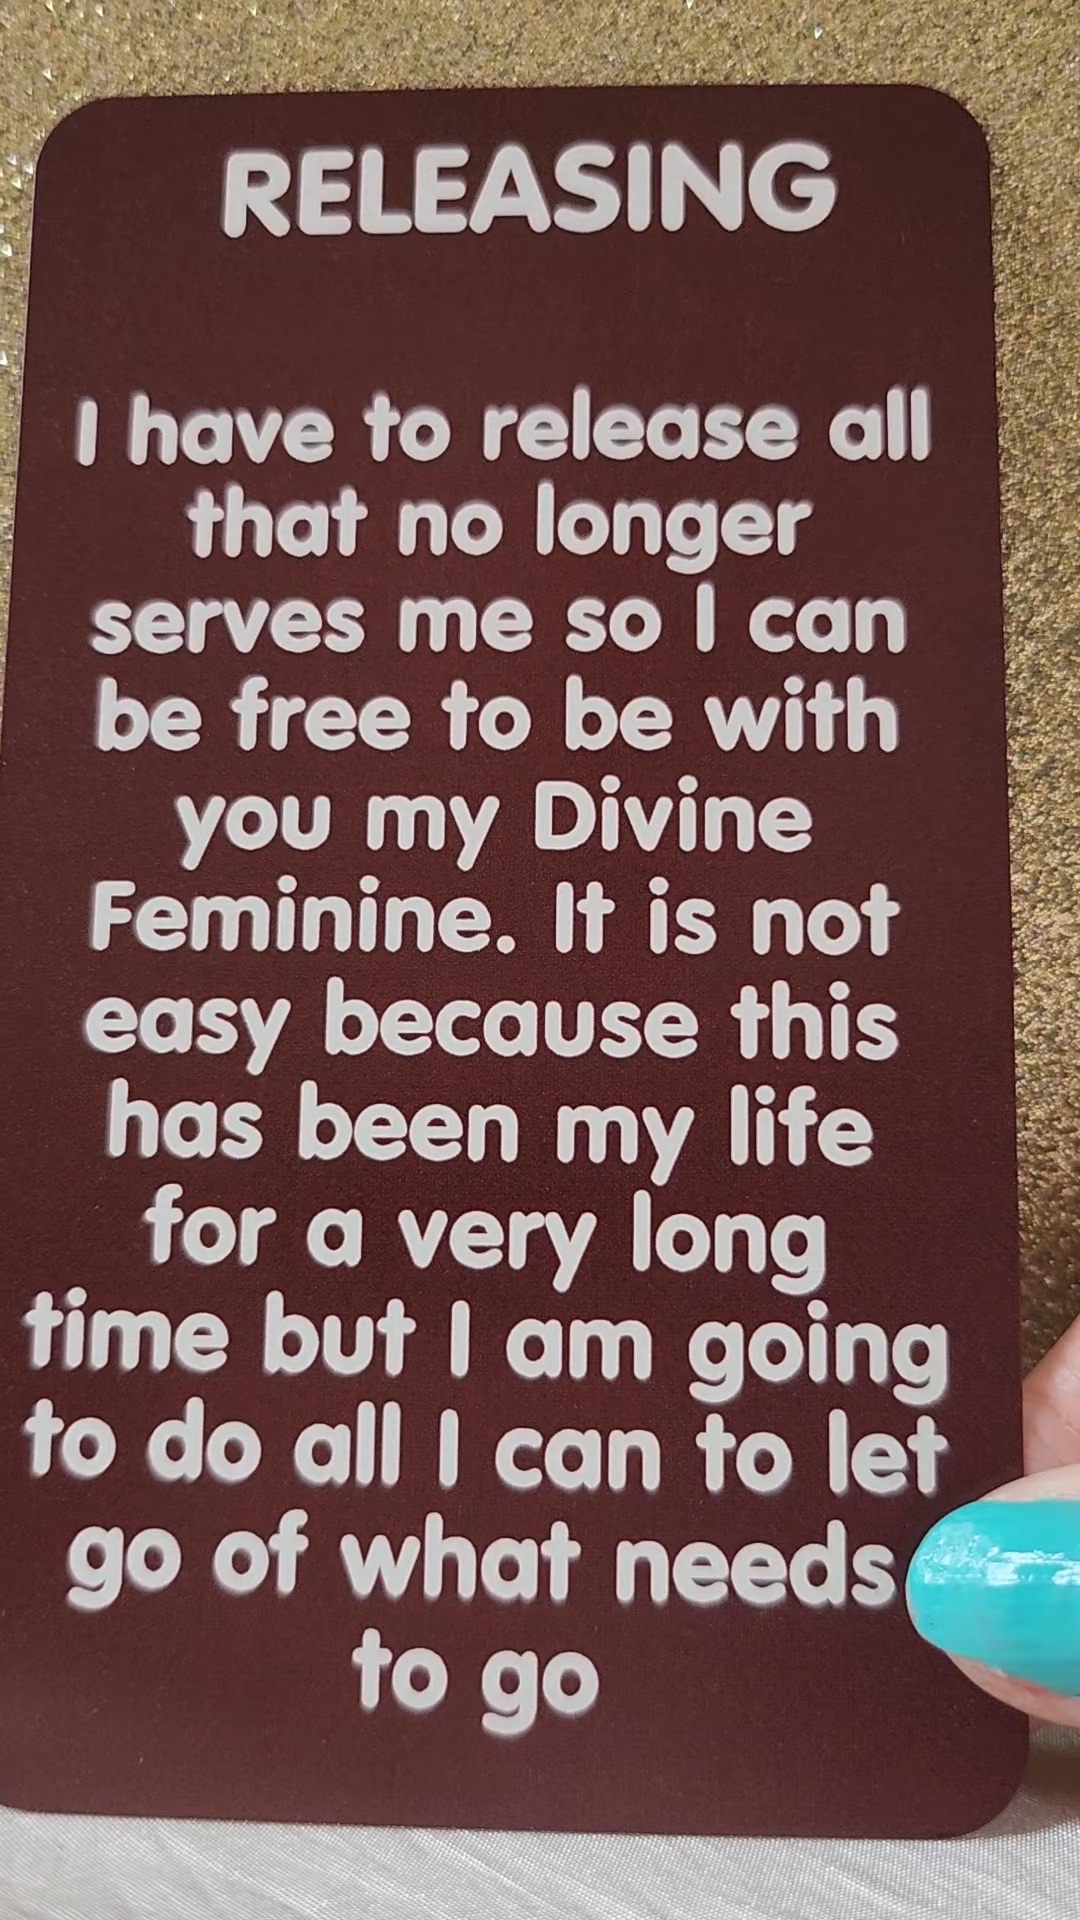 RELEASING
I have to release all
that no longer
serves me so I can
be free to be with
you my Divine
Feminine. It is not
easy because this
has been my life
for a very long
time but I am going
to do all I can to let
go of what needs
to go